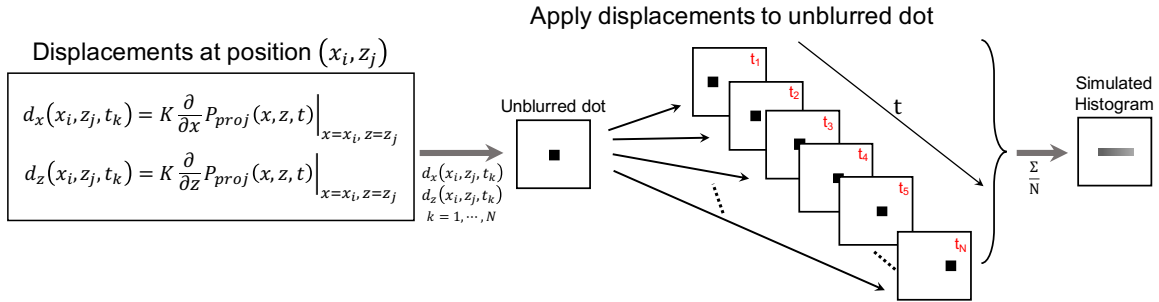 Apply displacements to unblurred dot
Displacements at position (x_i, z_j)
d_x(x_i, z_j, t_k) = K ∂/∂x P_proj(x, z, t)|_{x=x_i, z=z_j}
d_z(x_i, z_j, t_k) = K ∂/∂z P_proj(x, z, t)|_{x=x_i, z=z_j}
d_x(x_i, z_j, t_k)
d_z(x_i, z_j, t_k)
k = 1, ⋯, N
Unblurred dot
t_1
t_2
t_3
t_4
t_5
t_N
t
Σ
N
Simulated
Histogram